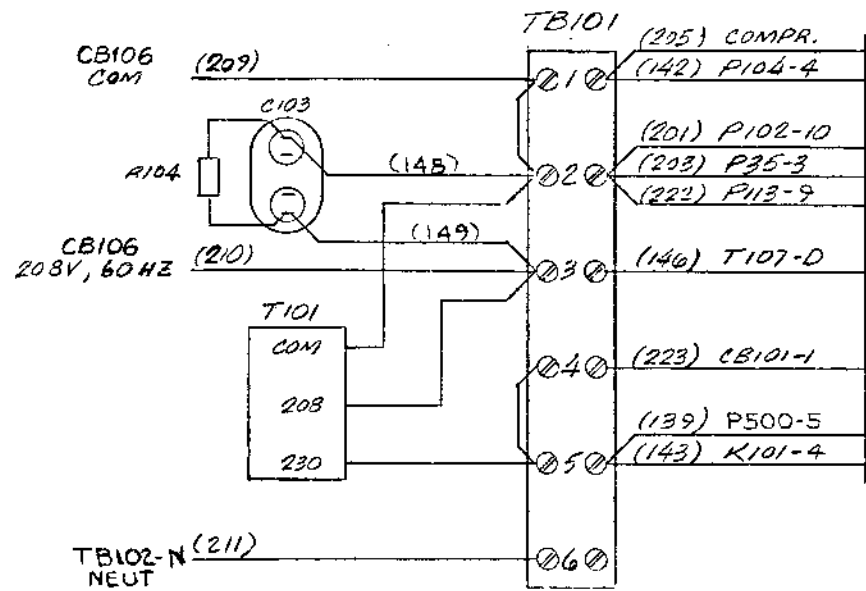 TB101
(205) COMPR.
CB106
COM
(209)
1
(142) P104-4
C103
(201) P102-10
R104
(148)
2
(203) P35-3
(222) P113-9
(149)
CB106
208V, 60 HZ
(210)
3
(146) T107-D
T101
COM
4
(223) CB101-1
208
(139) P500-5
230
5
(143) K101-4
TB102-N
NEUT
(211)
6